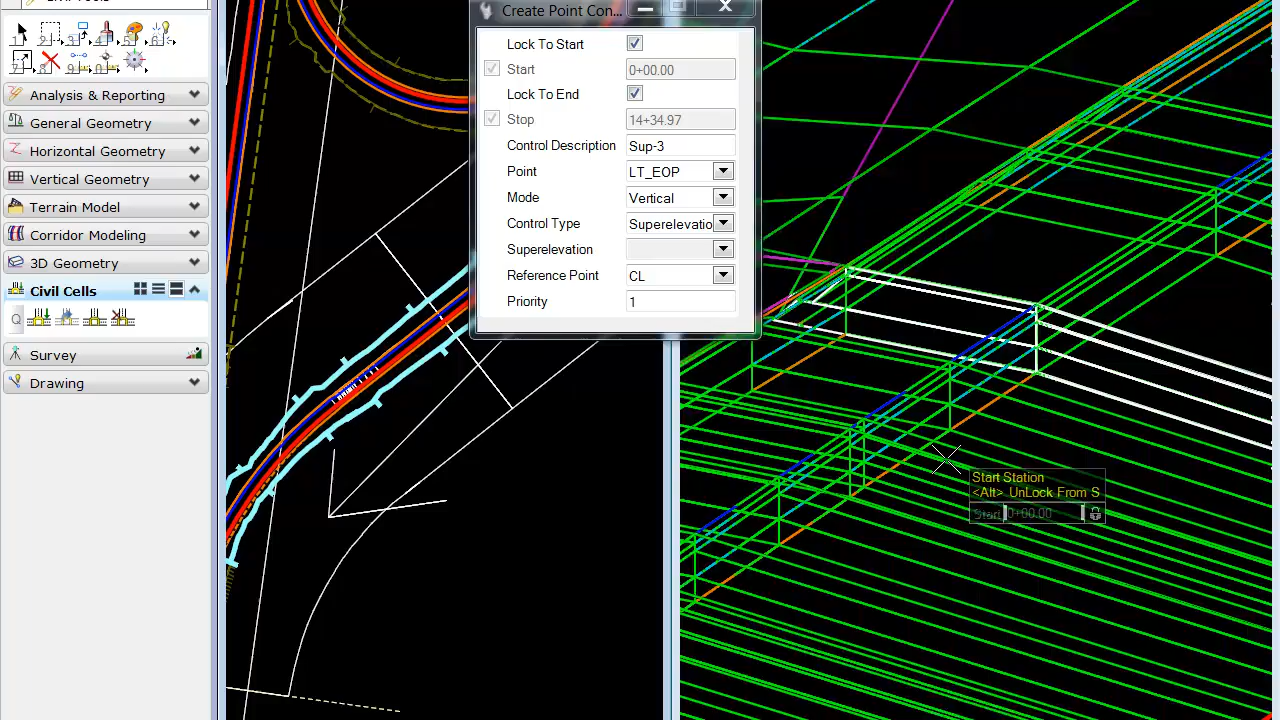 Create Point Con...
Lock To Start
Start
0+00.00
Lock To End
Stop
14+34.97
Control Description
Sup-3
Point
LT_EOP
Mode
Vertical
Control Type
Superelevatio
Superelevation
Reference Point
CL
Priority
1
Analysis & Reporting
General Geometry
Horizontal Geometry
Vertical Geometry
Terrain Model
Corridor Modeling
3D Geometry
Civil Cells
Survey
Drawing
Start Station
<Alt> UnLock From S
Start 0+00.00